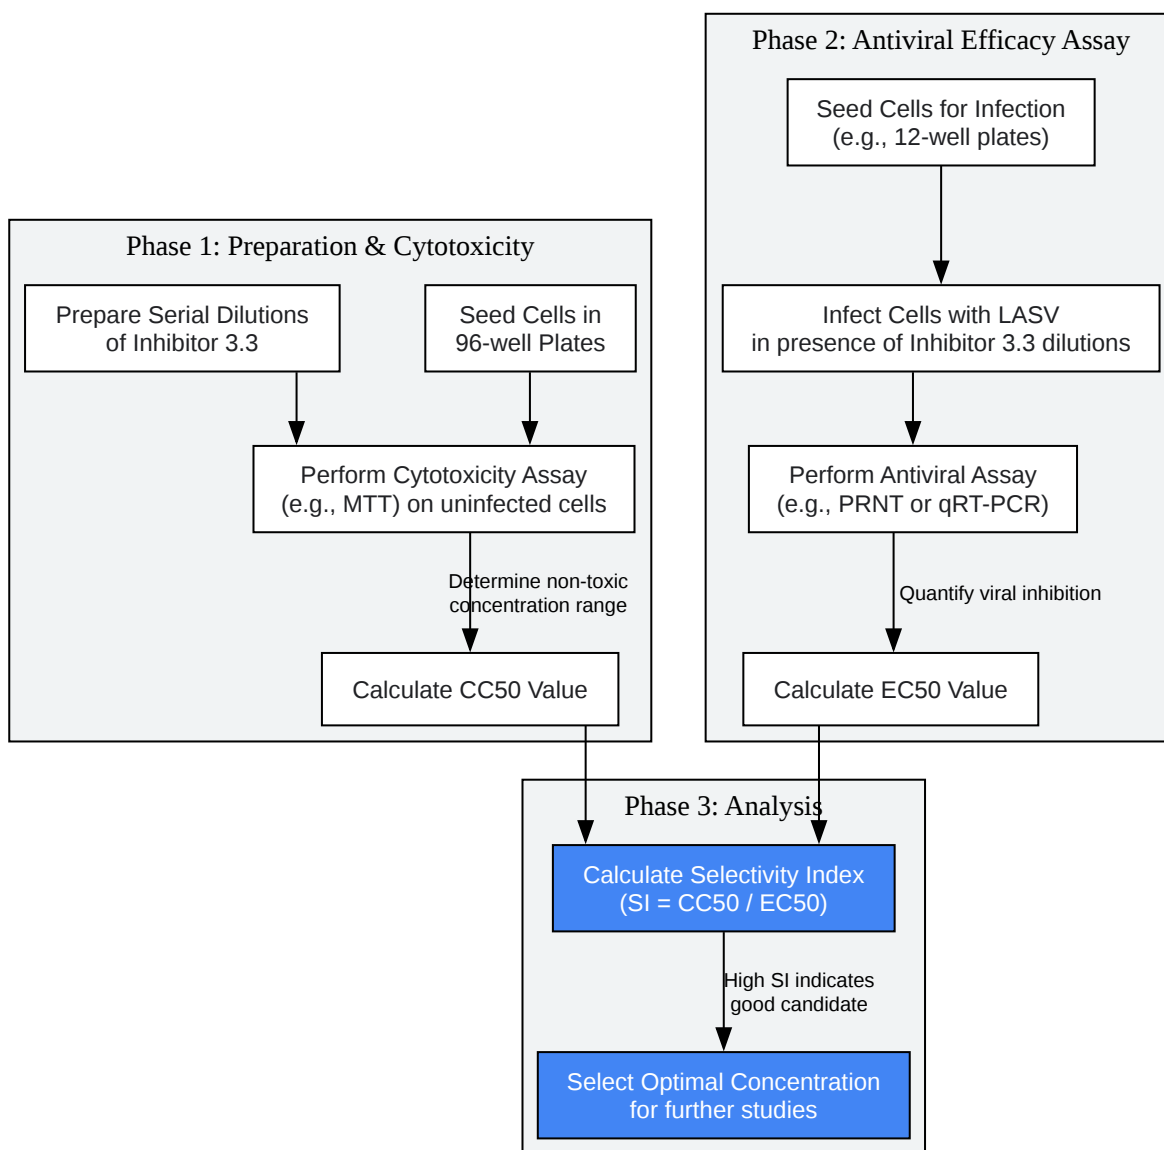 Phase 2: Antiviral Efficacy Assay
Seed Cells for Infection
(e.g., 12-well plates)
Phase 1: Preparation & Cytotoxicity
Prepare Serial Dilutions
of Inhibitor 3.3
Seed Cells in
96-well Plates
Infect Cells with LASV
in presence of Inhibitor 3.3 dilutions
Perform Cytotoxicity Assay
(e.g., MTT) on uninfected cells
Perform Antiviral Assay
(e.g., PRNT or qRT-PCR)
Determine non-toxic
concentration range
Quantify viral inhibition
Calculate CC50 Value
Calculate EC50 Value
Phase 3: Analysis
Calculate Selectivity Index
(SI = CC50 / EC50)
High SI indicates
good candidate
Select Optimal Concentration
for further studies